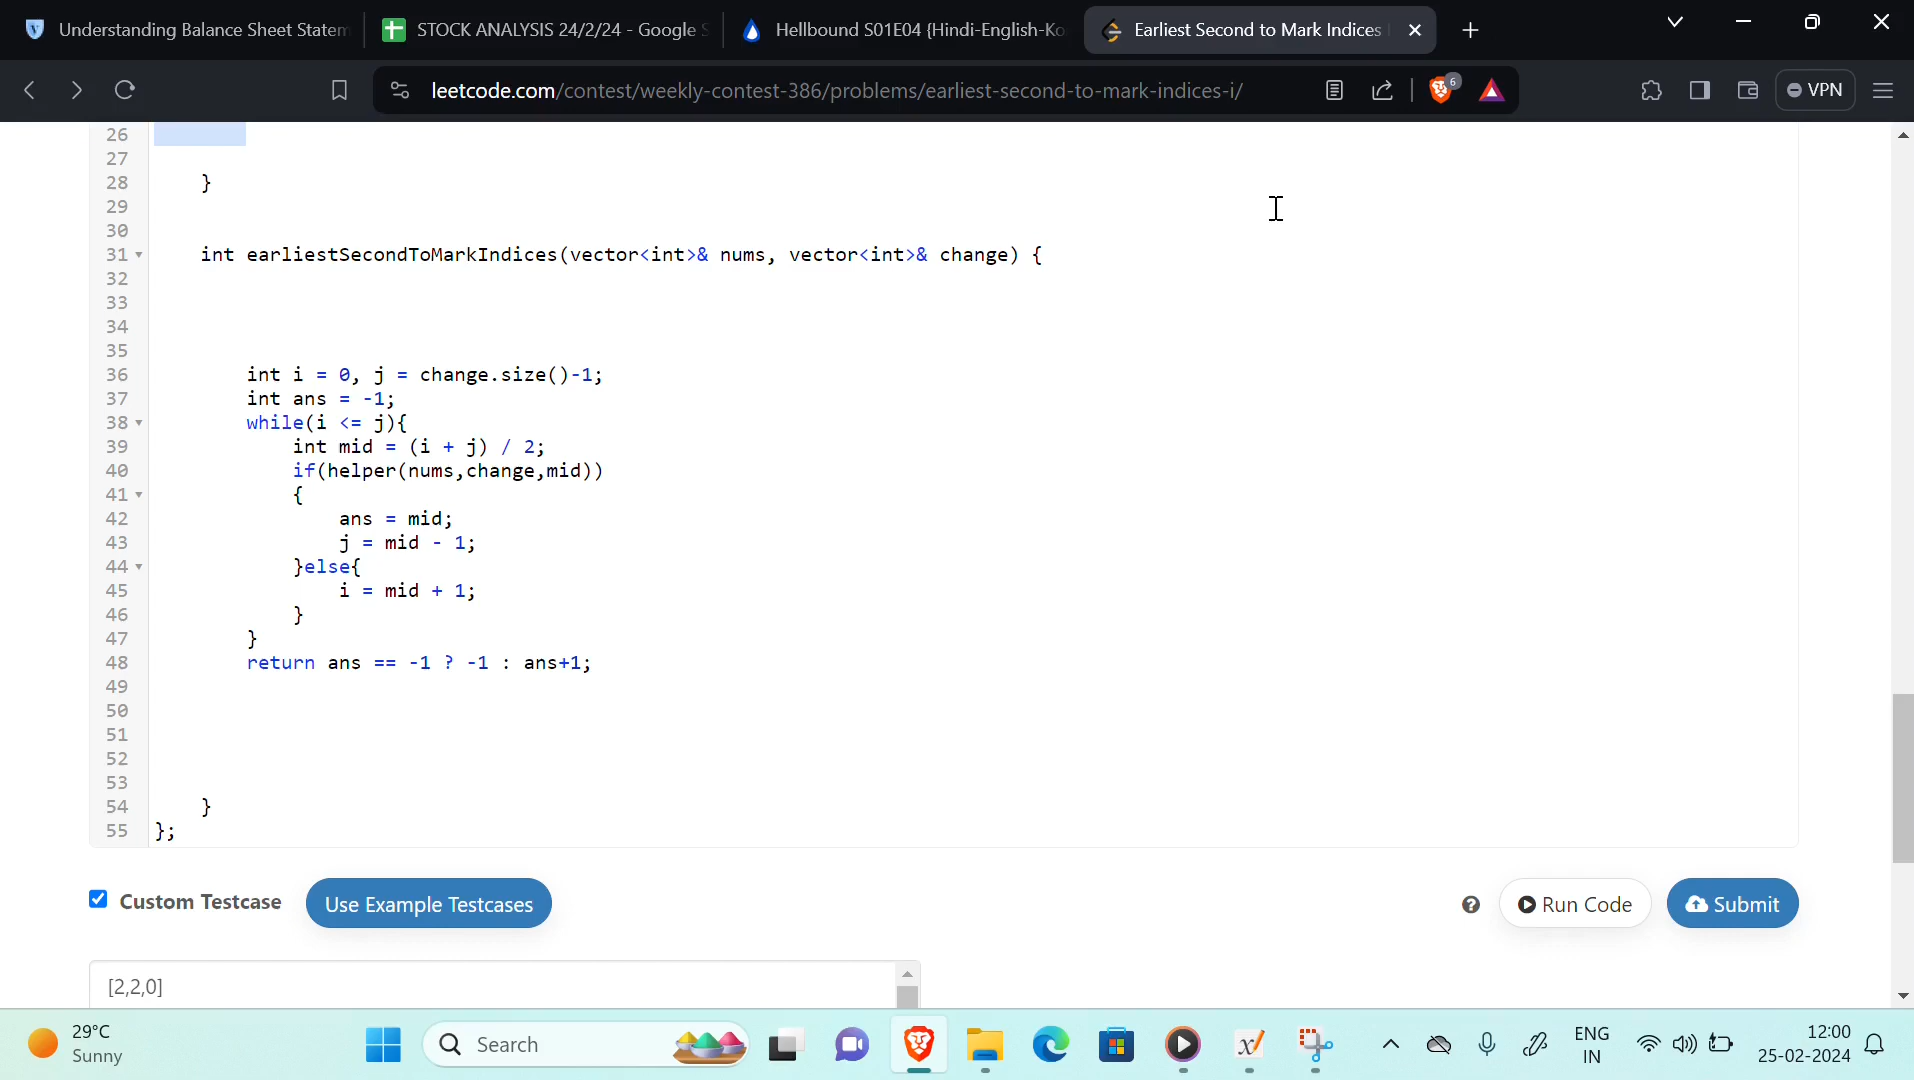 Understanding Balance Sheet Statem
STOCK ANALYSIS 24/2/24 - Google S
Hellbound S01E04 {Hindi-English-Ko
Earliest Second to Mark Indices
leetcode.com/contest/weekly-contest-386/problems/earliest-second-to-mark-indices-i/
6
VPN
26
27
28 }
29
30
31 int earliestSecondToMarkIndices(vector<int>& nums, vector<int>& change) {
32
33
34
35
36 int i = 0, j = change.size()-1;
37 int ans = -1;
38 while(i <= j){
39 int mid = (i + j) / 2;
40 if(helper(nums,change,mid))
41 {
42 ans = mid;
43 j = mid - 1;
44 }else{
45 i = mid + 1;
46 }
47 }
48 return ans == -1 ? -1 : ans+1;
49
50
51
52
53
54 }
55 };
Custom Testcase
Use Example Testcases
?
Run Code
Submit
[2,2,0]
29°C
Sunny
Search
ENG
IN
12:00
25-02-2024